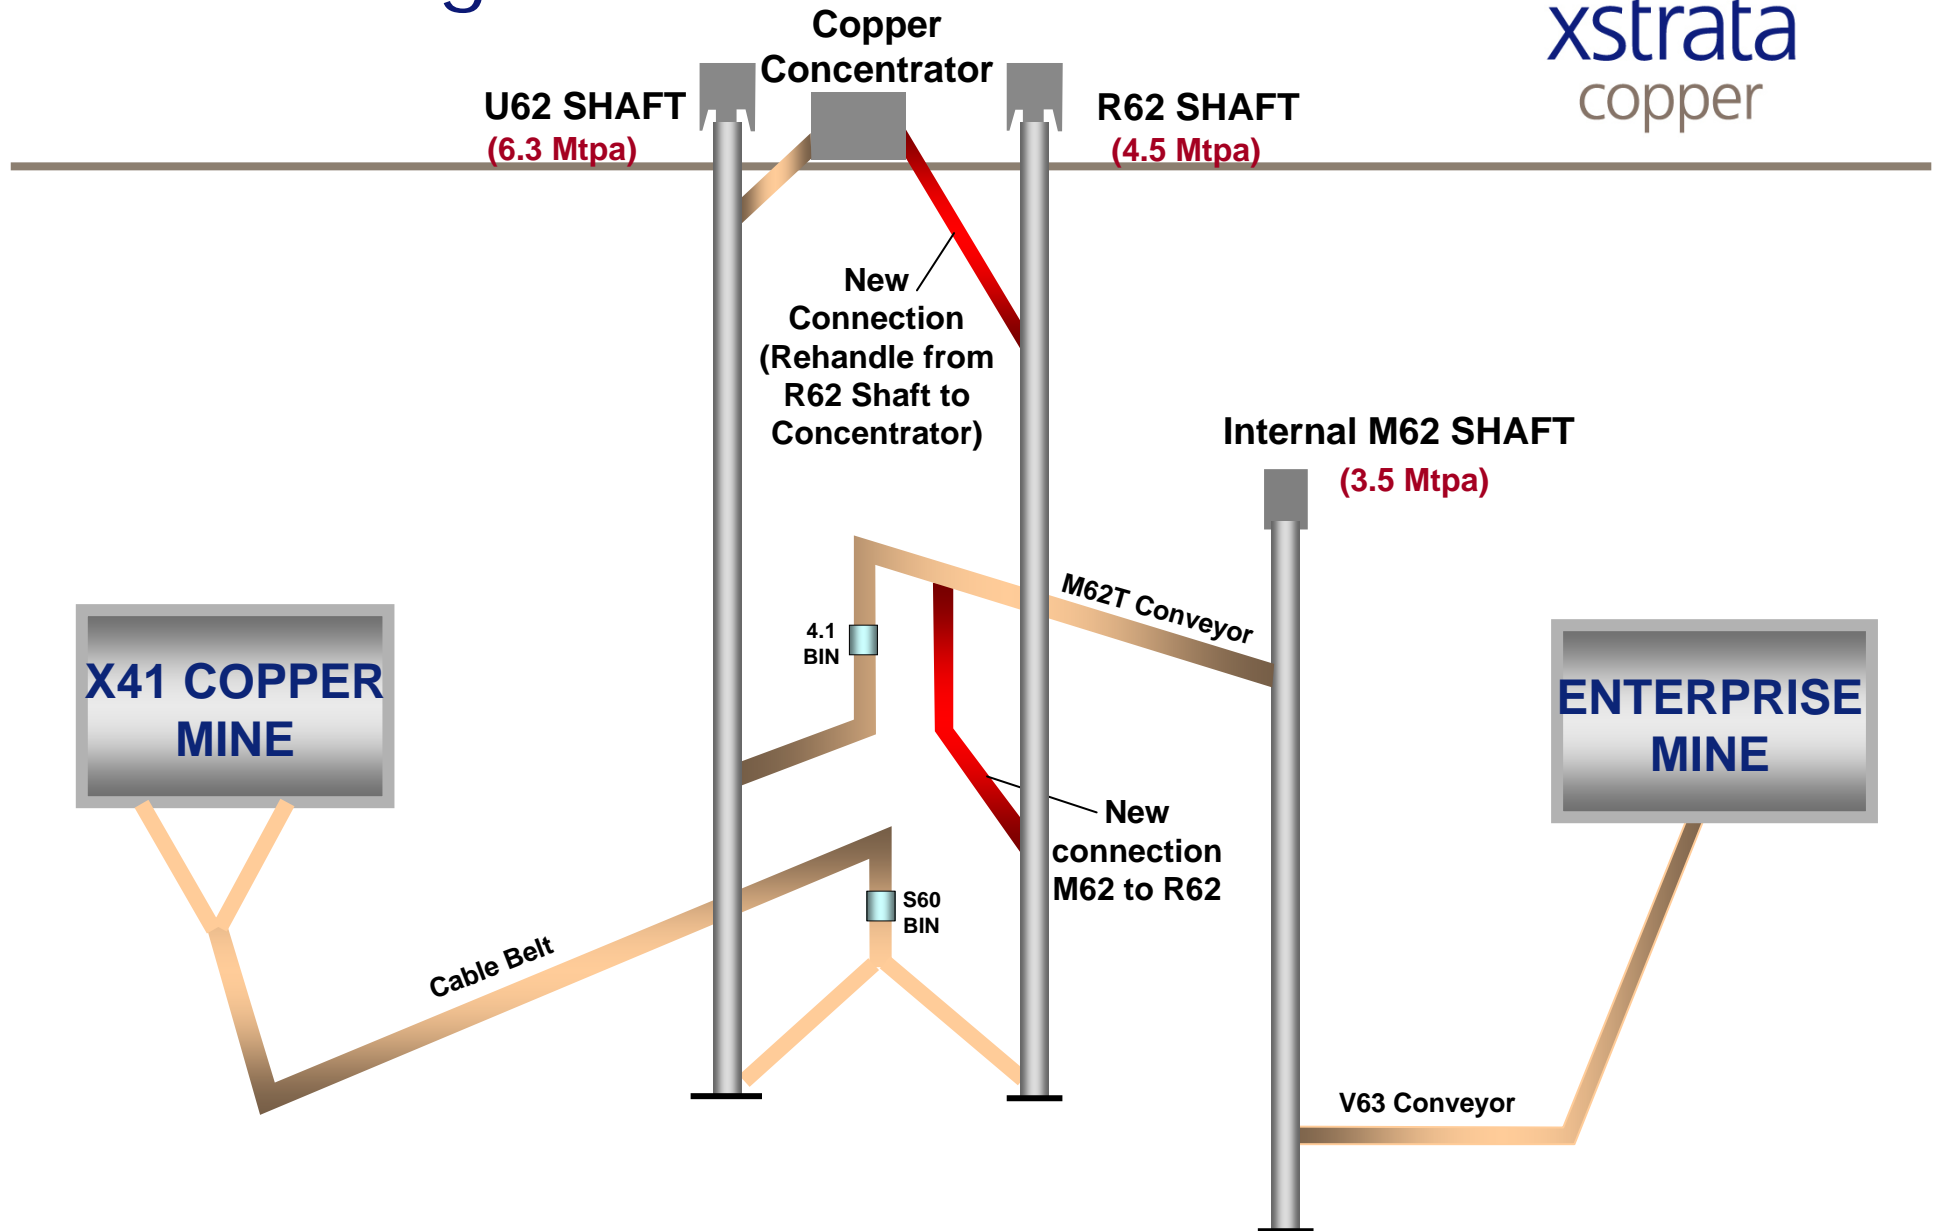 Copper
Concentrator
xstrata
copper
U62 SHAFT
(6.3 Mtpa)
R62 SHAFT
(4.5 Mtpa)
New
Connection
(Rehandle from
R62 Shaft to
Concentrator)
Internal M62 SHAFT
(3.5 Mtpa)
M62T Conveyor
4.1
BIN
X41 COPPER
MINE
ENTERPRISE
MINE
New
connection
M62 to R62
S60
BIN
Cable Belt
V63 Conveyor